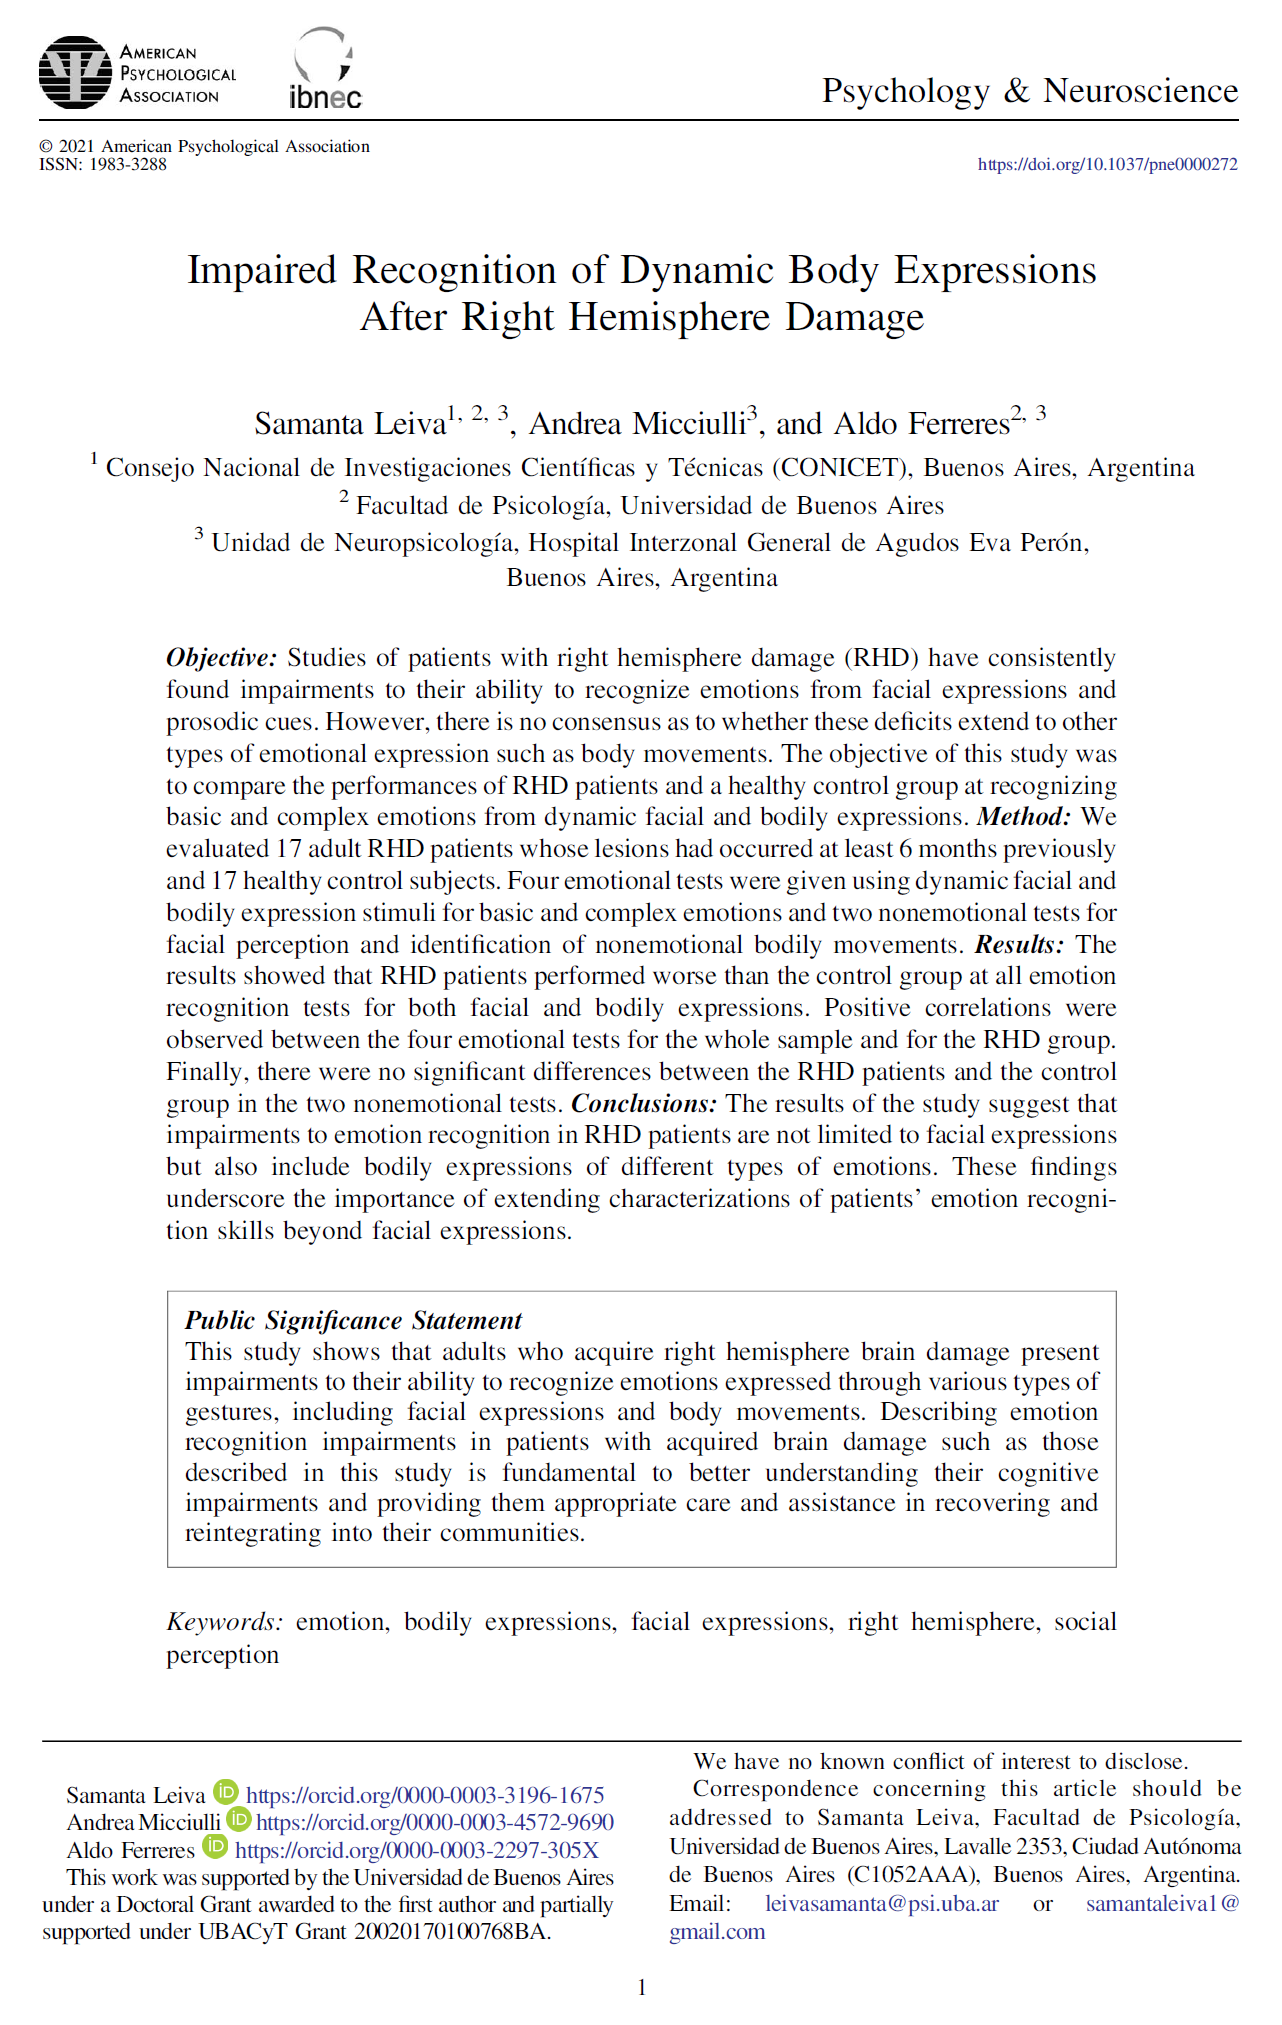 AMERICAN
PSYCHOLOGICAL
ASSOCIATION
ibnec
Psychology & Neuroscience
© 2021 American Psychological Association
ISSN: 1983-3288
https://doi.org/10.1037/pne0000272
Impaired Recognition of Dynamic Body Expressions
After Right Hemisphere Damage
Samanta Leiva1, 2, 3, Andrea Micciulli3, and Aldo Ferreres2, 3
1 Consejo Nacional de Investigaciones Científicas y Técnicas (CONICET), Buenos Aires, Argentina
2 Facultad de Psicología, Universidad de Buenos Aires
3 Unidad de Neuropsicología, Hospital Interzonal General de Agudos Eva Perón,
Buenos Aires, Argentina
Objective: Studies of patients with right hemisphere damage (RHD) have consistently
found impairments to their ability to recognize emotions from facial expressions and
prosodic cues. However, there is no consensus as to whether these deficits extend to other
types of emotional expression such as body movements. The objective of this study was
to compare the performances of RHD patients and a healthy control group at recognizing
basic and complex emotions from dynamic facial and bodily expressions. Method: We
evaluated 17 adult RHD patients whose lesions had occurred at least 6 months previously
and 17 healthy control subjects. Four emotional tests were given using dynamic facial and
bodily expression stimuli for basic and complex emotions and two nonemotional tests for
facial perception and identification of nonemotional bodily movements. Results: The
results showed that RHD patients performed worse than the control group at all emotion
recognition tests for both facial and bodily expressions. Positive correlations were
observed between the four emotional tests for the whole sample and for the RHD group.
Finally, there were no significant differences between the RHD patients and the control
group in the two nonemotional tests. Conclusions: The results of the study suggest that
impairments to emotion recognition in RHD patients are not limited to facial expressions
but also include bodily expressions of different types of emotions. These findings
underscore the importance of extending characterizations of patients’ emotion recogni-
tion skills beyond facial expressions.
Public Significance Statement
This study shows that adults who acquire right hemisphere brain damage present
impairments to their ability to recognize emotions expressed through various types of
gestures, including facial expressions and body movements. Describing emotion
recognition impairments in patients with acquired brain damage such as those
described in this study is fundamental to better understanding their cognitive
impairments and providing them appropriate care and assistance in recovering and
reintegrating into their communities.
Keywords: emotion, bodily expressions, facial expressions, right hemisphere, social
perception
Samanta Leiva iD https://orcid.org/0000-0003-3196-1675
Andrea Micciulli iD https://orcid.org/0000-0003-4572-9690
Aldo Ferreres iD https://orcid.org/0000-0003-2297-305X
This work was supported by the Universidad de Buenos Aires
under a Doctoral Grant awarded to the first author and partially
supported under UBACyT Grant 20020170100768BA.
We have no known conflict of interest to disclose.
Correspondence concerning this article should be
addressed to Samanta Leiva, Facultad de Psicología,
Universidad de Buenos Aires, Lavalle 2353, Ciudad Autónoma
de Buenos Aires (C1052AAA), Buenos Aires, Argentina.
Email: leivasamanta@psi.uba.ar or samantaleiva1@
gmail.com
1